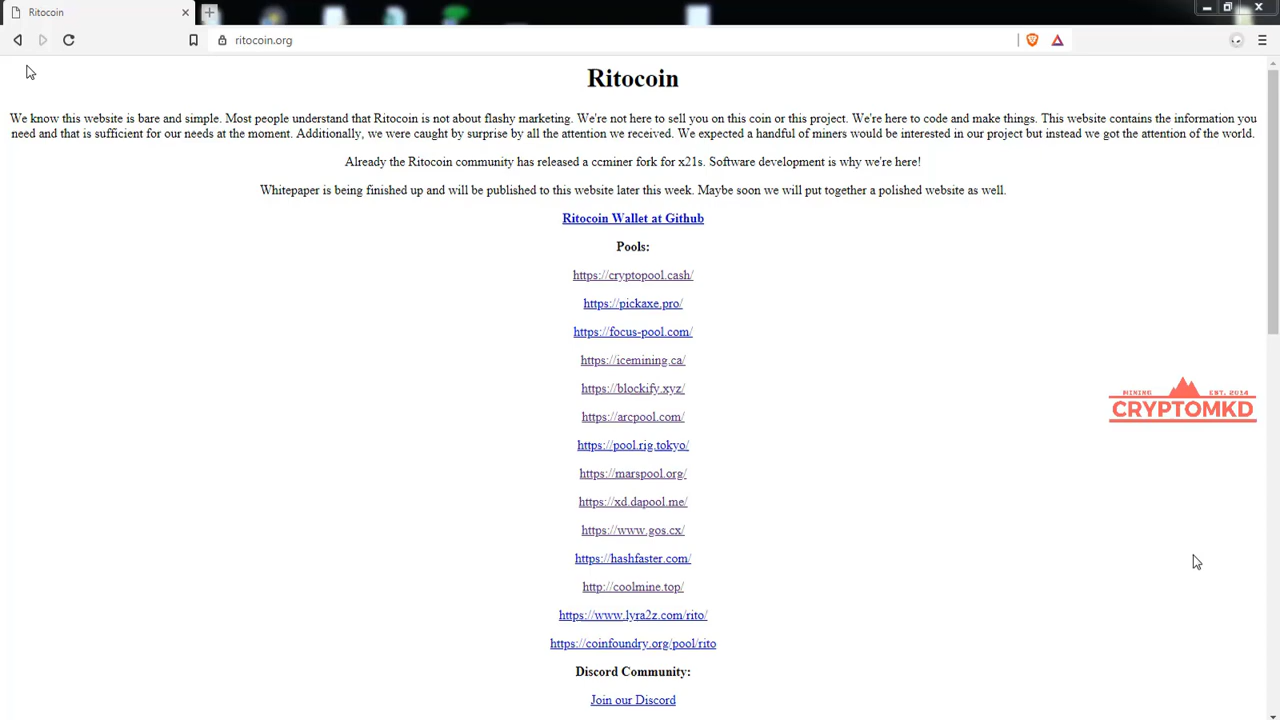 Ritocoin
ritocoin.org
Ritocoin
We know this website is bare and simple. Most people understand that Ritocoin is not about flashy marketing. We're not here to sell you on this coin or this project. We're here to code and make things. This website contains the information you
need and that is sufficient for our needs at the moment. Additionally, we were caught by surprise by all the attention we received. We expected a handful of miners would be interested in our project but instead we got the attention of the world.
Already the Ritocoin community has released a ccminer fork for x21s. Software development is why we're here!
Whitepaper is being finished up and will be published to this website later this week. Maybe soon we will put together a polished website as well.
Ritocoin Wallet at Github
Pools:
https://cryptopool.cash/
https://pickaxe.pro/
https://focus-pool.com/
https://icemining.ca/
https://blockify.xyz/
MINING EST. 2014
CRYPTOMKD
https://arcpool.com/
https://pool.rig.tokyo/
https://marspool.org/
https://xd.dapool.me/
https://www.gos.cx/
https://hashfaster.com/
http://coolmine.top/
https://www.lyra2z.com/rito/
https://coinfoundry.org/pool/rito
Discord Community:
Join our Discord